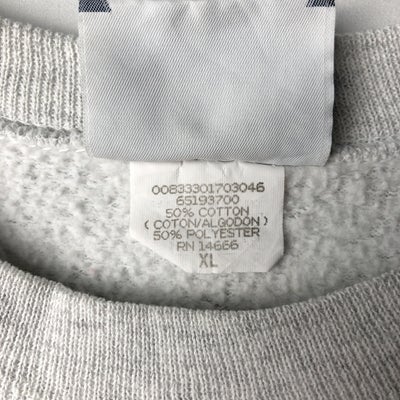 00833301703046
65193700
50% COTTON
( COTON/ALGODON )
50% POLYESTER
RN 14666
XL